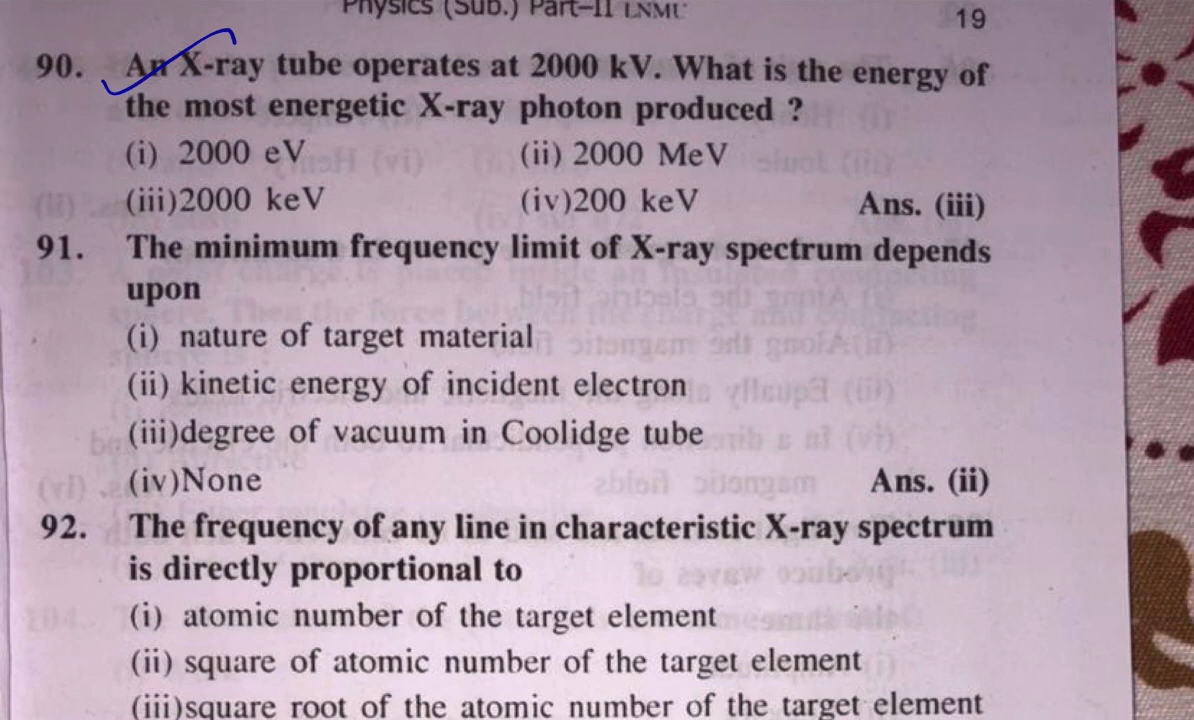 Physics (Sub.) Part–II LNMU
19
90. An X-ray tube operates at 2000 kV. What is the energy of
the most energetic X-ray photon produced ?
(i) 2000 eV (ii) 2000 MeV
(iii)2000 keV (iv)200 keV Ans. (iii)
91. The minimum frequency limit of X-ray spectrum depends
upon
(i) nature of target material
(ii) kinetic energy of incident electron
(iii)degree of vacuum in Coolidge tube
(iv)None Ans. (ii)
92. The frequency of any line in characteristic X-ray spectrum
is directly proportional to
(i) atomic number of the target element
(ii) square of atomic number of the target element
(iii)square root of the atomic number of the target element